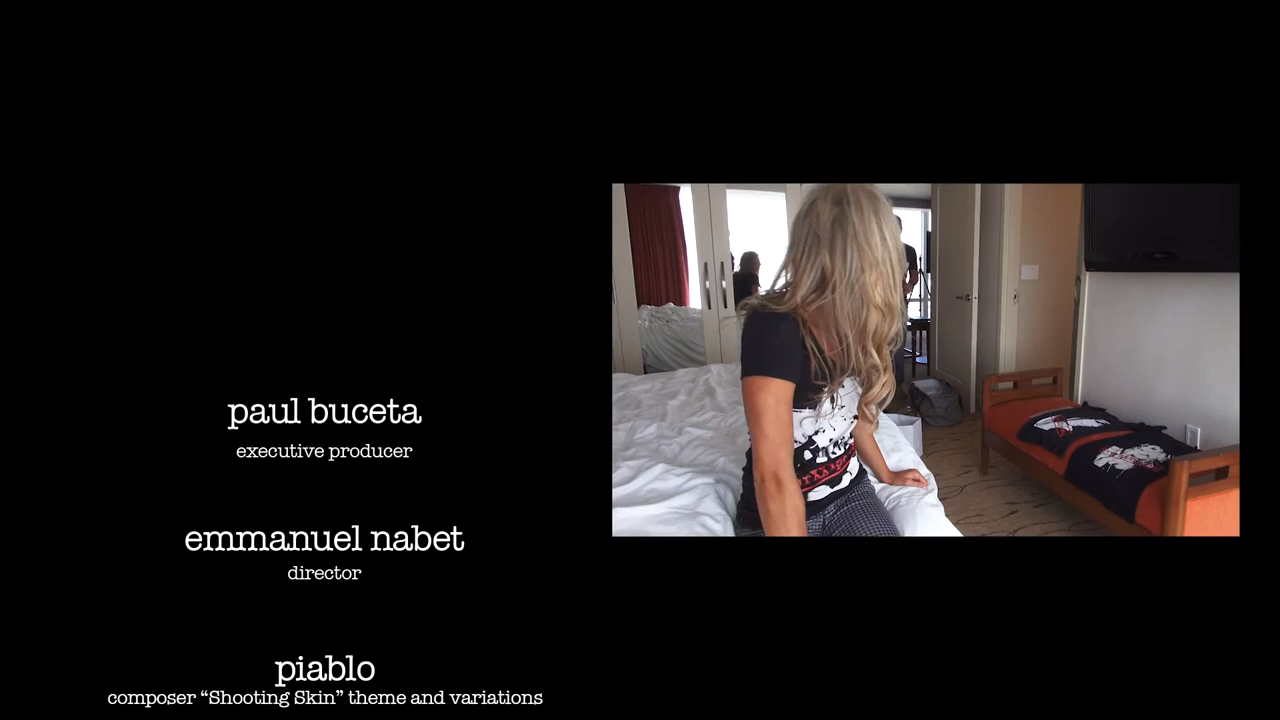 paul buceta
executive producer
emmanuel nabet
director
piablo
composer “Shooting Skin” theme and variations